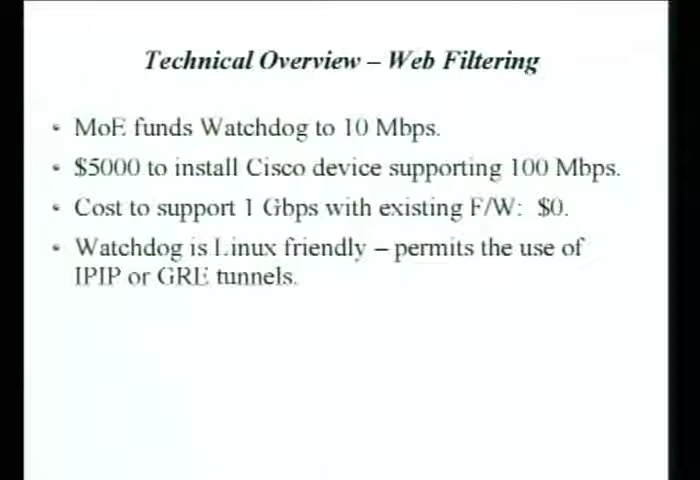 Technical Overview – Web Filtering
• MoE funds Watchdog to 10 Mbps.
• $5000 to install Cisco device supporting 100 Mbps.
• Cost to support 1 Gbps with existing F/W: $0.
• Watchdog is Linux friendly – permits the use of
IPIP or GRE tunnels.